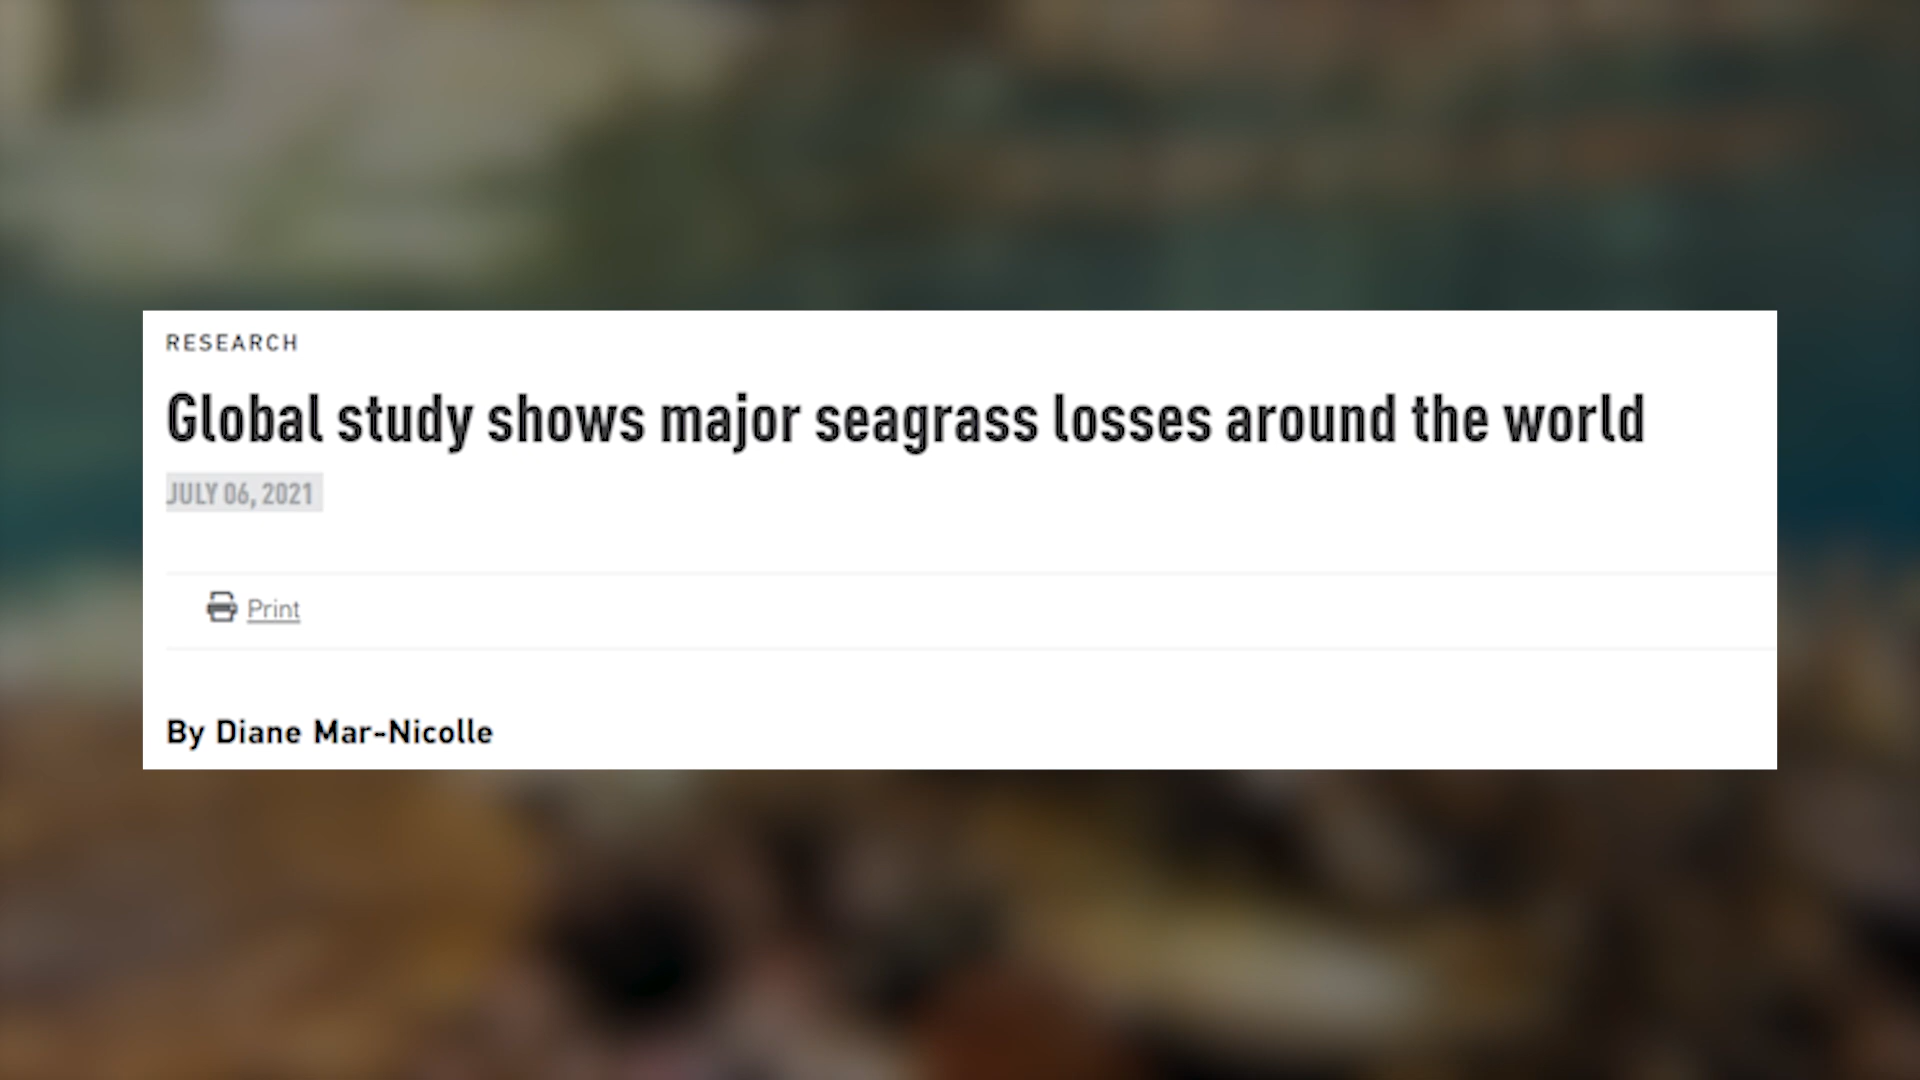 RESEARCH
Global study shows major seagrass losses around the world
JULY 06, 2021
Print
By Diane Mar-Nicolle